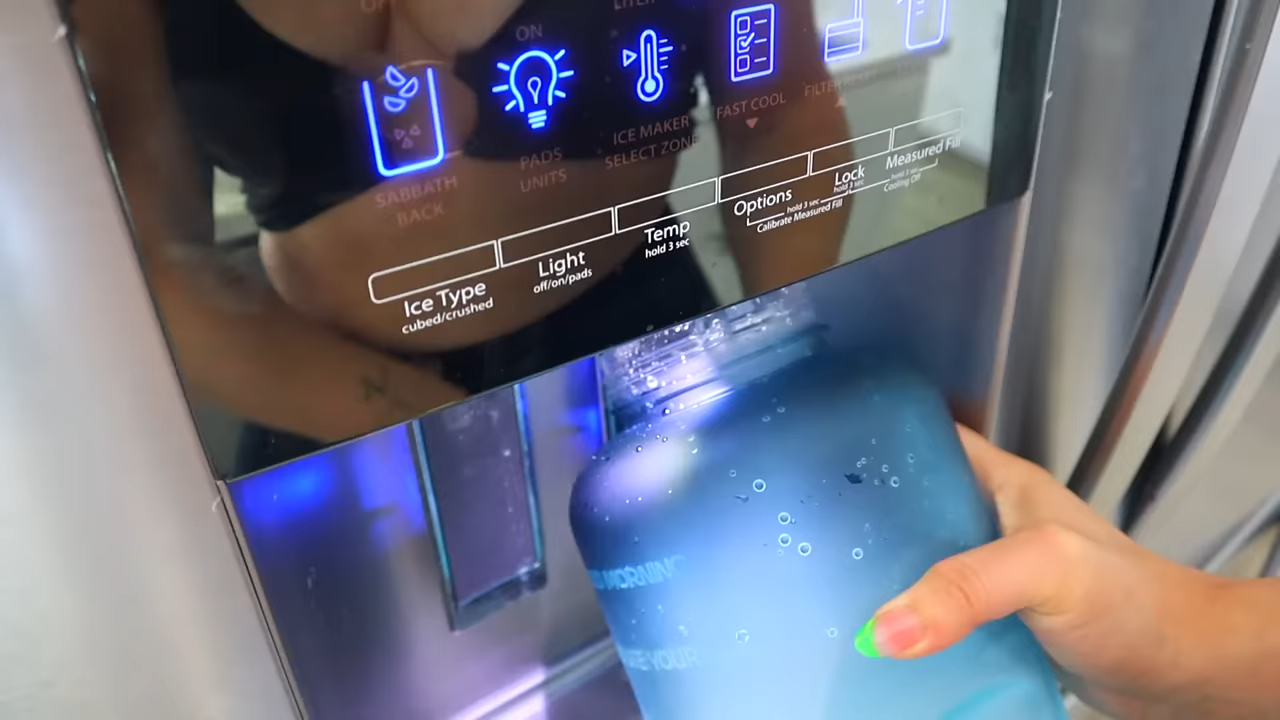 ON
SABBATH
BACK
PADS
UNITS
ICE MAKER
SELECT ZONE
FAST COOL
Ice Type
cubed/crushed
Light
off/on/pads
Temp
hold 3 sec
Options
Lock
hold 3 sec
Measured Fill
hold 3 sec
Calibrate Measured Fill
hold 3 sec
Cooling Off
MORNING
YOUR